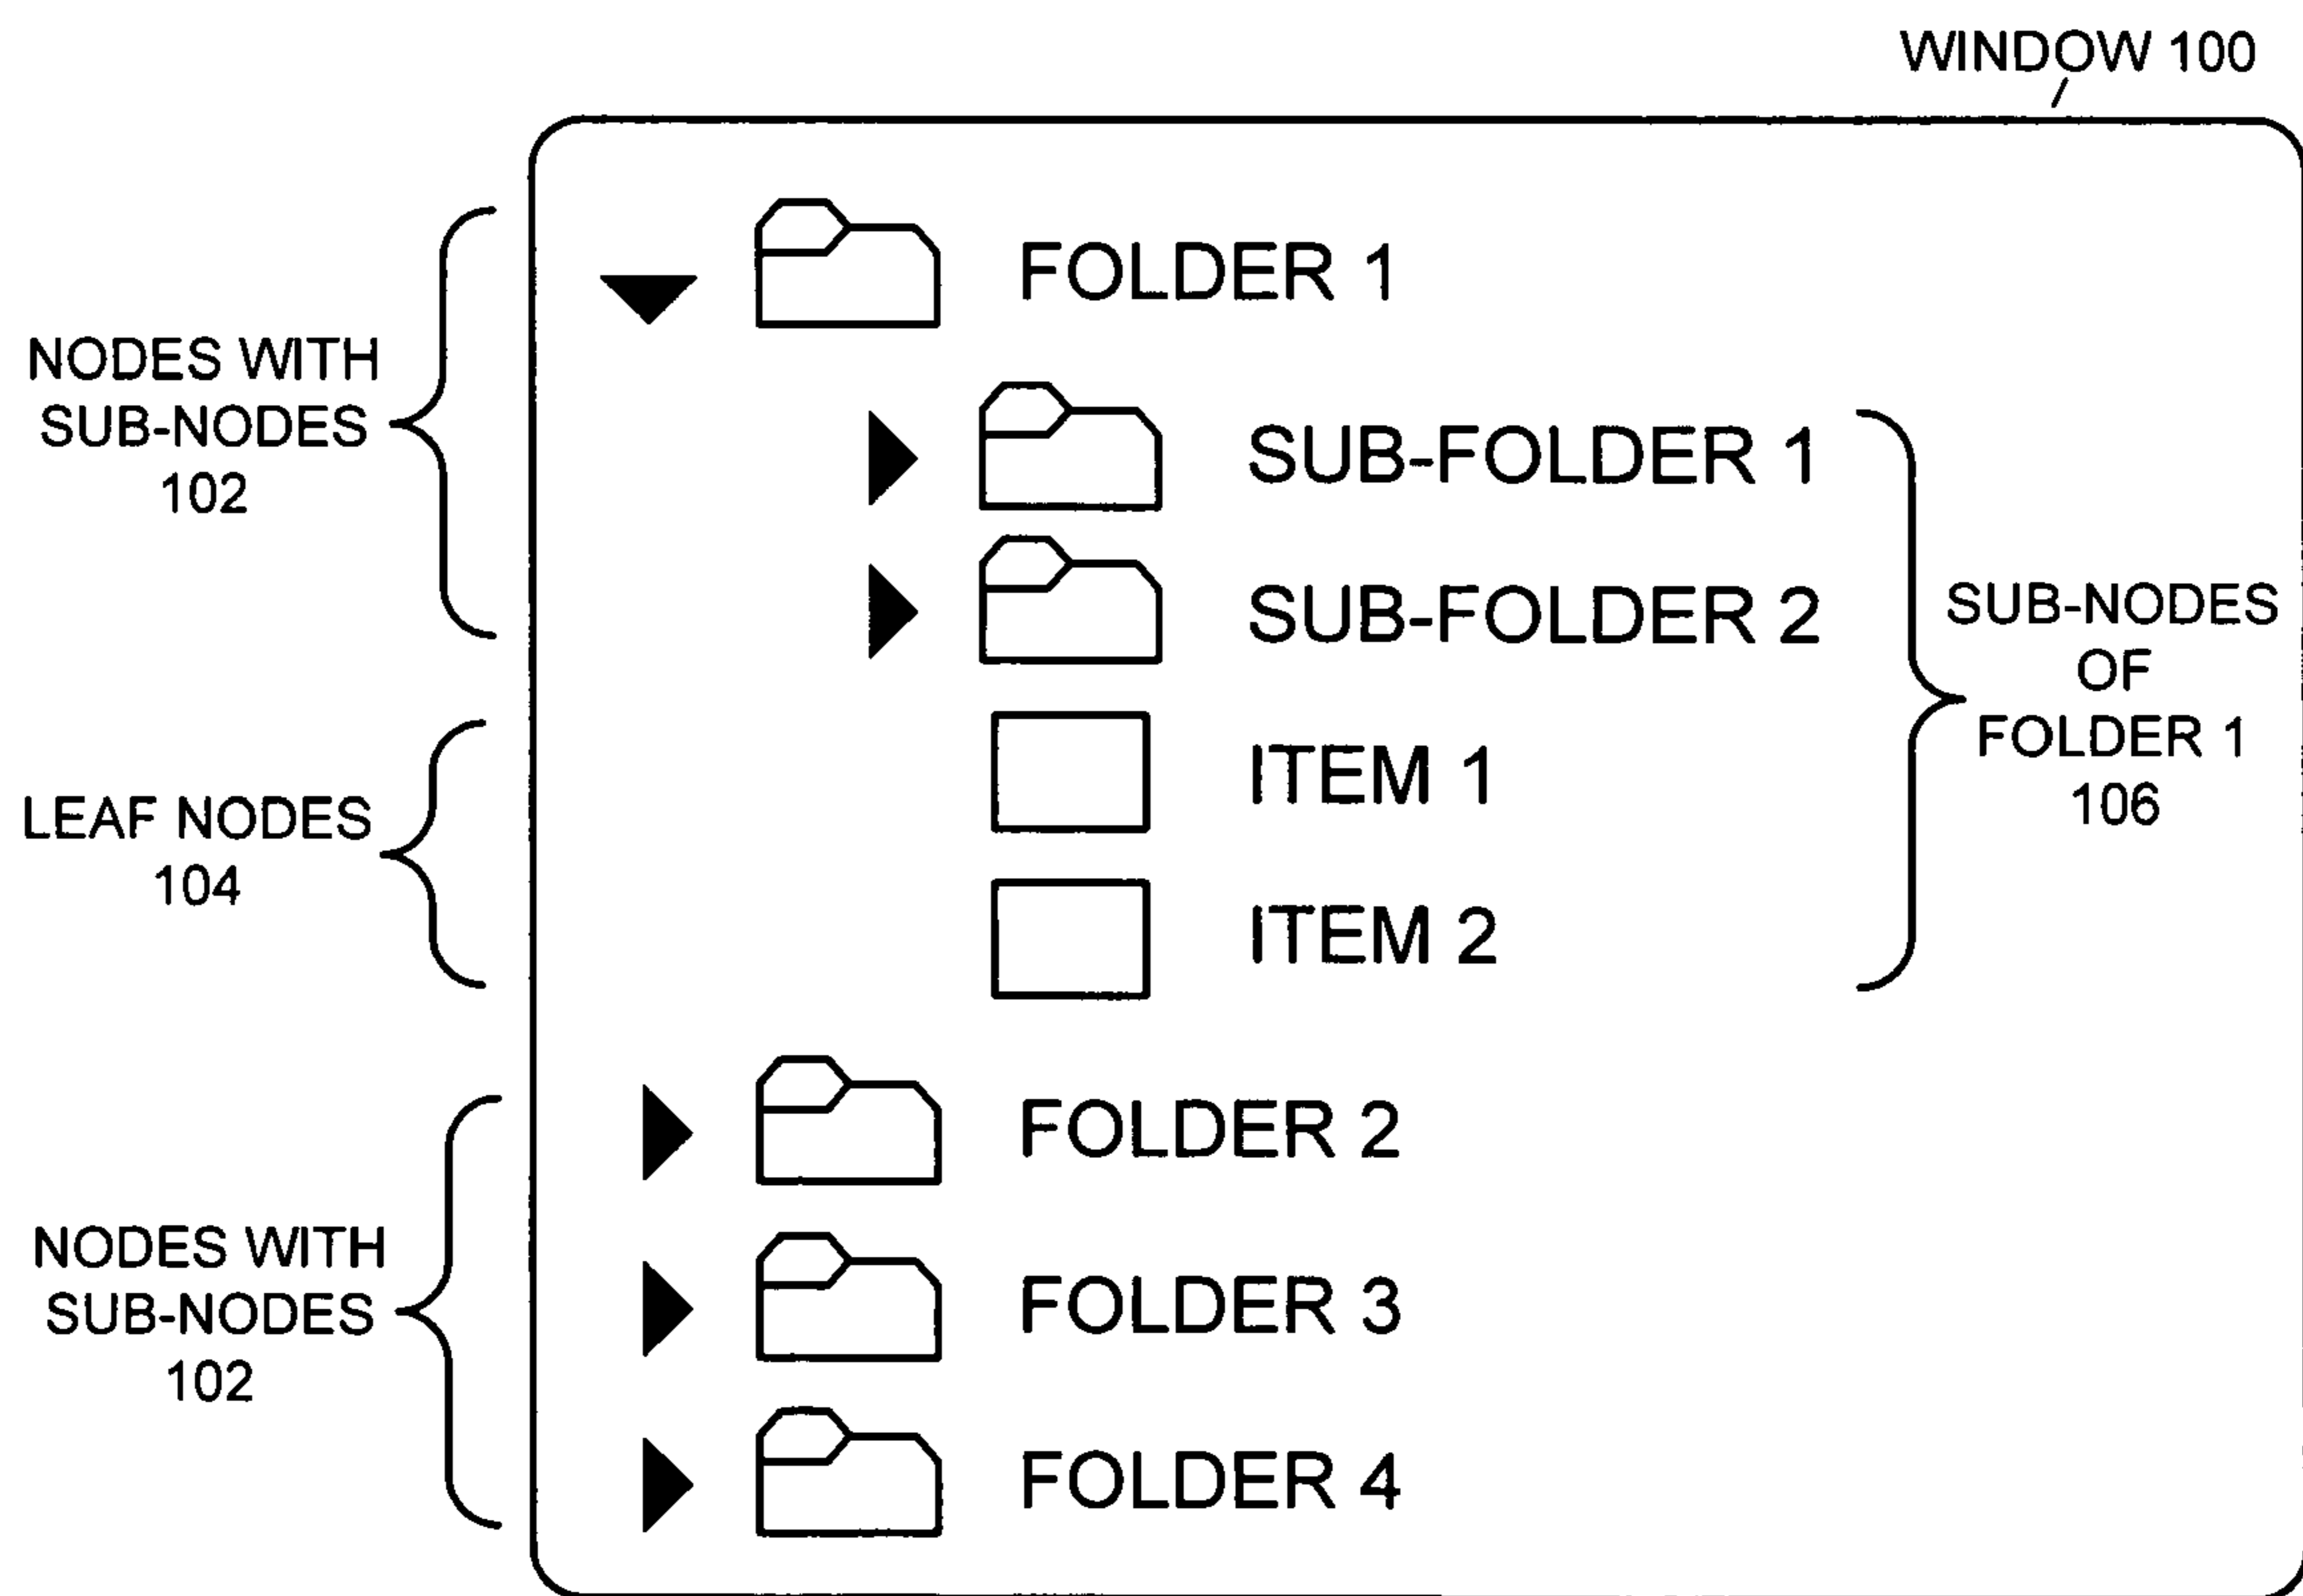 WINDOW 100
FOLDER 1
NODES WITH
SUB-NODES
102
SUB-FOLDER 1
SUB-FOLDER 2
SUB-NODES
OF
FOLDER 1
106
ITEM 1
LEAF NODES
104
ITEM 2
FOLDER 2
NODES WITH
SUB-NODES
102
FOLDER 3
FOLDER 4